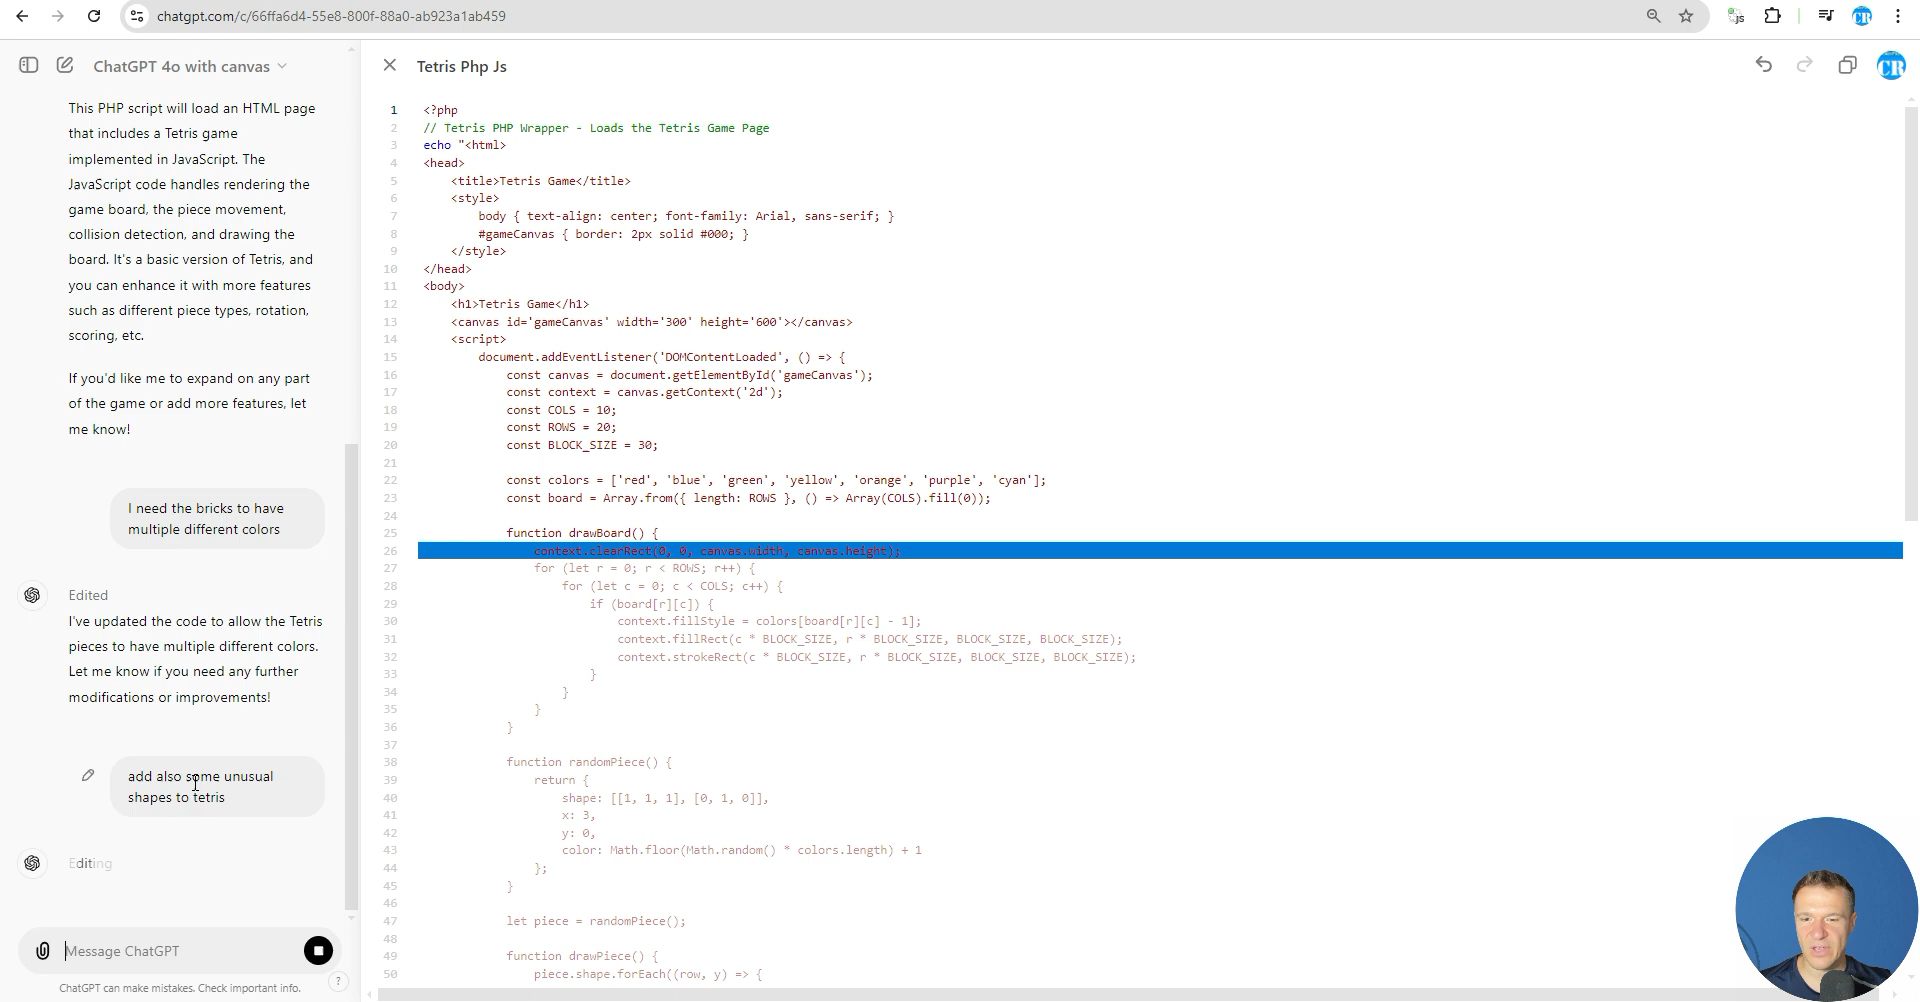 chatgpt.com/c/66ffa6d4-55e8-800f-88a0-ab923a1ab459
ChatGPT 4o with canvas
This PHP script will load an HTML page
that includes a Tetris game
implemented in JavaScript. The
JavaScript code handles rendering the
game board, the piece movement,
collision detection, and drawing the
board. It's a basic version of Tetris, and
you can enhance it with more features
such as different piece types, rotation,
scoring, etc.
If you'd like me to expand on any part
of the game or add more features, let
me know!
I need the bricks to have
multiple different colors
Edited
I've updated the code to allow the Tetris
pieces to have multiple different colors.
Let me know if you need any further
modifications or improvements!
add also some unusual
shapes to tetris
Editing
Message ChatGPT
ChatGPT can make mistakes. Check important info.
?
Tetris Php Js
CR
js
CR
1 <?php
2 // Tetris PHP Wrapper - Loads the Tetris Game Page
3 echo "<html>
4 <head>
5 <title>Tetris Game</title>
6 <style>
7 body { text-align: center; font-family: Arial, sans-serif; }
8 #gameCanvas { border: 2px solid #000; }
9 </style>
10 </head>
11 <body>
12 <h1>Tetris Game</h1>
13 <canvas id='gameCanvas' width='300' height='600'></canvas>
14 <script>
15 document.addEventListener('DOMContentLoaded', () => {
16 const canvas = document.getElementById('gameCanvas');
17 const context = canvas.getContext('2d');
18 const COLS = 10;
19 const ROWS = 20;
20 const BLOCK_SIZE = 30;
21
22 const colors = ['red', 'blue', 'green', 'yellow', 'orange', 'purple', 'cyan'];
23 const board = Array.from({ length: ROWS }, () => Array(COLS).fill(0));
24
25 function drawBoard() {
26 context.clearRect(0, 0, canvas.width, canvas.height);
27 for (let r = 0; r < ROWS; r++) {
28 for (let c = 0; c < COLS; c++) {
29 if (board[r][c]) {
30 context.fillStyle = colors[board[r][c] - 1];
31 context.fillRect(c * BLOCK_SIZE, r * BLOCK_SIZE, BLOCK_SIZE, BLOCK_SIZE);
32 context.strokeRect(c * BLOCK_SIZE, r * BLOCK_SIZE, BLOCK_SIZE, BLOCK_SIZE);
33 }
34 }
35 }
36 }
37
38 function randomPiece() {
39 return {
40 shape: [[1, 1, 1], [0, 1, 0]],
41 x: 3,
42 y: 0,
43 color: Math.floor(Math.random() * colors.length) + 1
44 };
45 }
46
47 let piece = randomPiece();
48
49 function drawPiece() {
50 piece.shape.forEach((row, y) => {